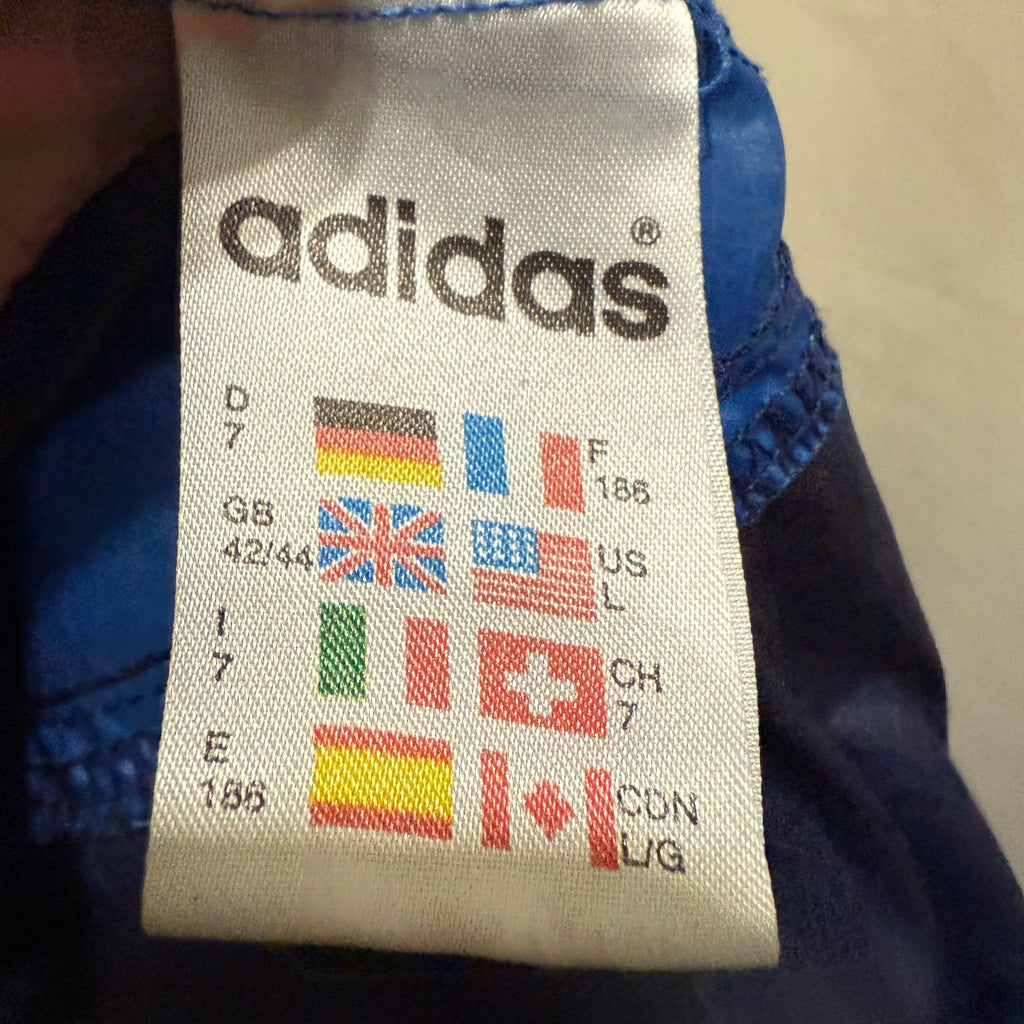 adidas®
D
7
F
186
GB
42/44
US
L
I
7
CH
7
E
186
CDN
L/G